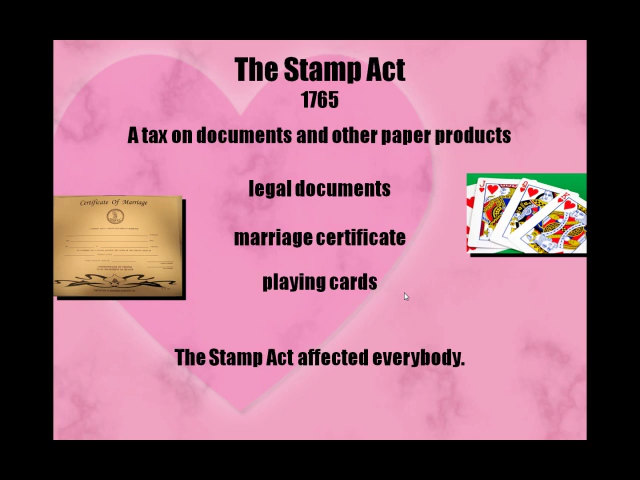 The Stamp Act
1765
A tax on documents and other paper products
legal documents
marriage certificate
playing cards
Certificate Of Marriage
The Stamp Act affected everybody.